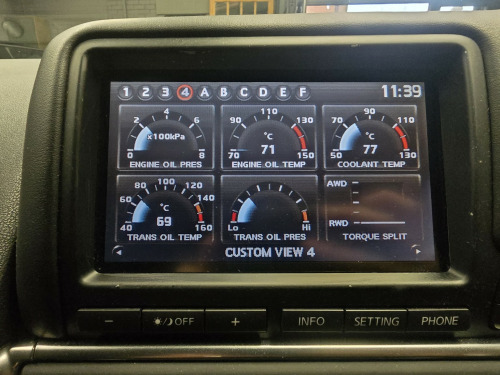 1 2 3 4 A B C D E F 11:39
0 2 4 6 8 x100kPa
ENGINE OIL PRES
70 90 110 130 150 °C 71
ENGINE OIL TEMP
50 70 90 110 130 °C 77
COOLANT TEMP
40 60 80 100 120 140 160 °C 69
TRANS OIL TEMP
Lo Hi
TRANS OIL PRES
AWD
RWD
TORQUE SPLIT
CUSTOM VIEW 4
− OFF + INFO SETTING PHONE